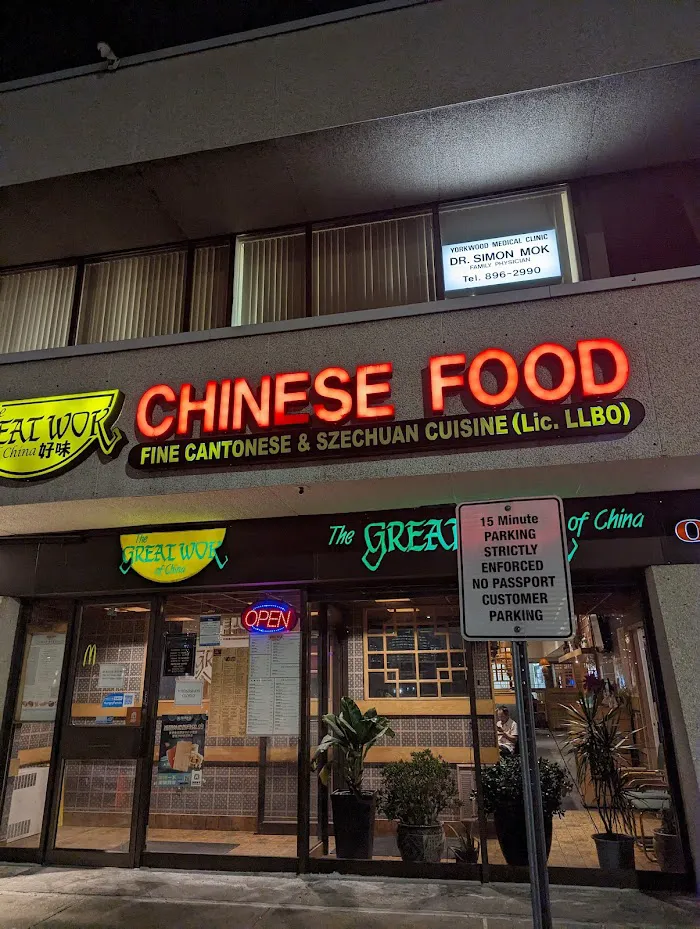 YORKWOOD MEDICAL CLINIC
DR. SIMON MOK
FAMILY PHYSICIAN
Tel. 896-2990
CHINESE FOOD
FINE CANTONESE & SZECHUAN CUISINE (Lic. LLBO)
EAT WOK
China 好味
The
GREAT WOK
of China
The GREAT
of China
OPEN
15 Minute
PARKING
STRICTLY
ENFORCED
NO PASSPORT
CUSTOMER
PARKING